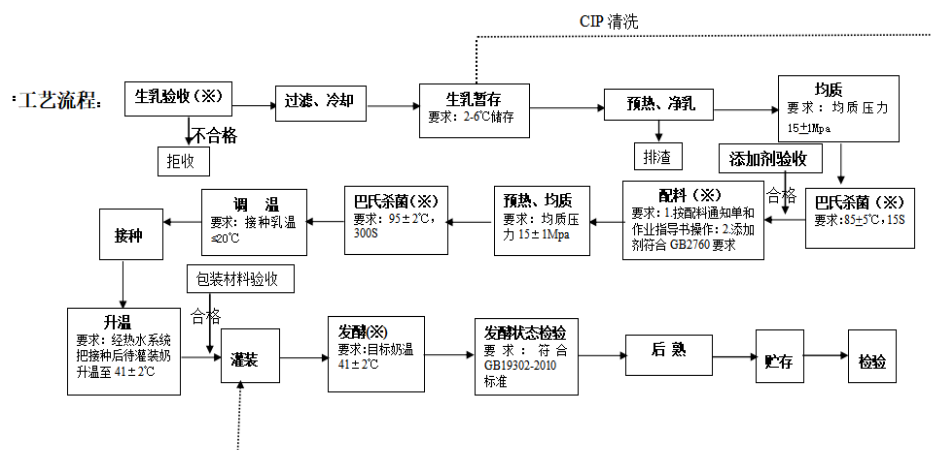 CIP 清洗
工艺流程:
生乳验收（※）
过滤、冷却
生乳暂存
要求：2-6℃储存
预热、净乳
均质
要求：均质压力
15±1Mpa
不合格
拒收
排渣
添加剂验收
合格
接种
调 温
要求：接种乳温
≤20℃
巴氏杀菌(※)
要求：95±2℃,
300S
预热、均质
要求：均质压
力 15±1Mpa
配料（※）
要求：1.按配料通知单和
作业指导书操作：2.添加
剂符合 GB2760 要求
巴氏杀菌（※）
要求:85±5℃,15S
包装材料验收
合格
升温
要求：经热水系统
把接种后待灌装奶
升温至 41±2℃
灌装
发酵(※)
要求:目标奶温
41±2℃
发酵状态检验
要求：符合
GB19302-2010
标准
后 熟
贮存
检验